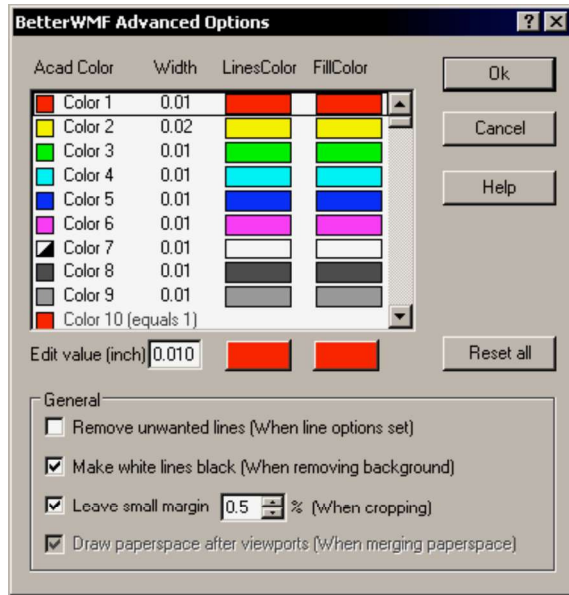 BetterWMF Advanced Options
Acad Color Width LinesColor FillColor
Ok
Color 1 0.01
Color 2 0.02
Cancel
Color 3 0.01
Color 4 0.01
Help
Color 5 0.01
Color 6 0.01
Color 7 0.01
Color 8 0.01
Color 9 0.01
Color 10 (equals 1)
Edit value (inch) 0.010
Reset all
General
Remove unwanted lines (When line options set)
Make white lines black (When removing background)
Leave small margin 0.5 % (When cropping)
Draw paperspace after viewports (When merging paperspace)